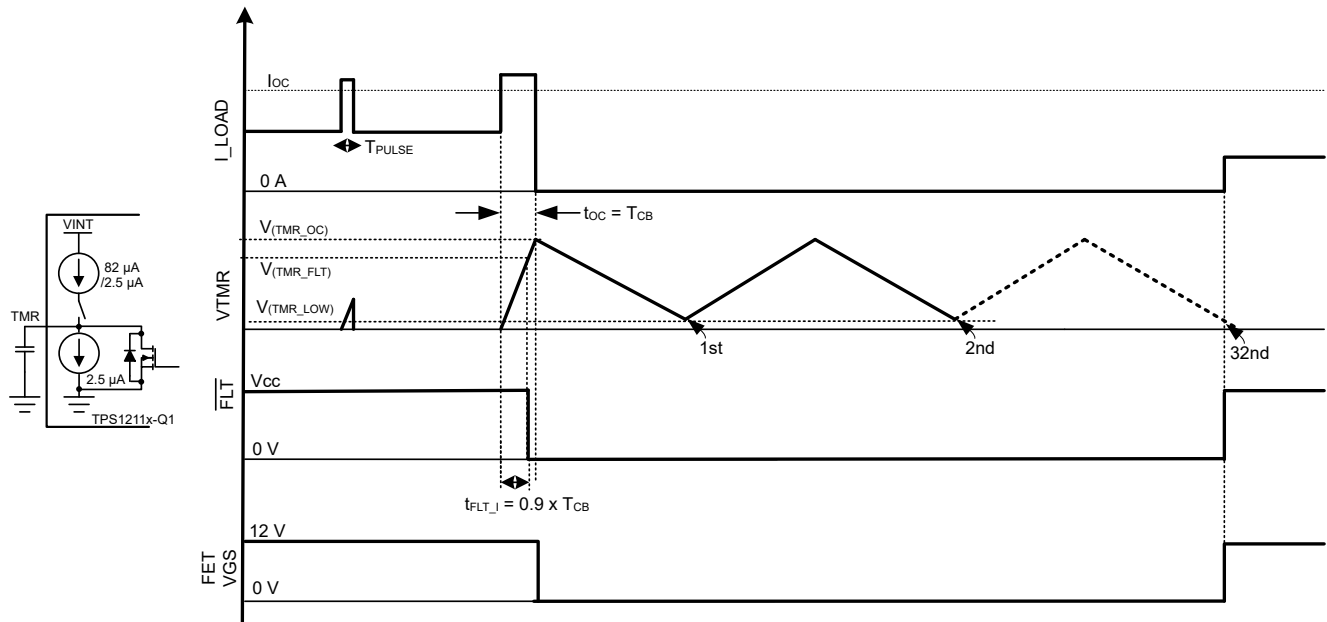 I_LOAD
IOC
TPULSE
0 A
tOC = TCB
VINT
82 µA
/2.5 µA
TMR
2.5 µA
TPS1211x-Q1
VTMR
V(TMR_OC)
V(TMR_FLT)
V(TMR_LOW)
1st
2nd
32nd
FLT
Vcc
0 V
tFLT_I = 0.9 x TCB
FET
VGS
12 V
0 V